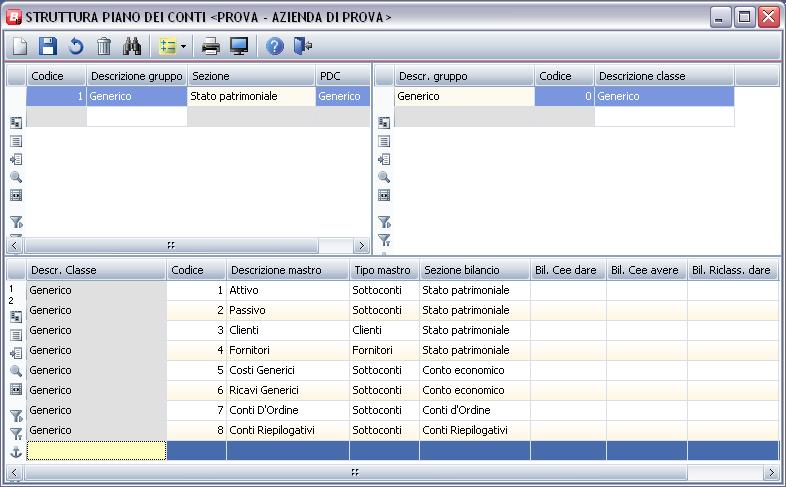 STRUTTURA PIANO DEI CONTI <PROVA - AZIENDA DI PROVA>
Codice Descrizione gruppo Sezione PDC
1 Generico Stato patrimoniale Generico
Descr. gruppo Codice Descrizione classe
Generico 0 Generico
Descr. Classe Codice Descrizione mastro Tipo mastro Sezione bilancio Bil. Cee dare Bil. Cee avere Bil. Riclass. dare
1
2
Generico 1 Attivo Sottoconti Stato patrimoniale
Generico 2 Passivo Sottoconti Stato patrimoniale
Generico 3 Clienti Clienti Stato patrimoniale
Generico 4 Fornitori Fornitori Stato patrimoniale
Generico 5 Costi Generici Sottoconti Conto economico
Generico 6 Ricavi Generici Sottoconti Conto economico
Generico 7 Conti D'Ordine Sottoconti Conti d'Ordine
Generico 8 Conti Riepilogativi Sottoconti Conti Riepilogativi